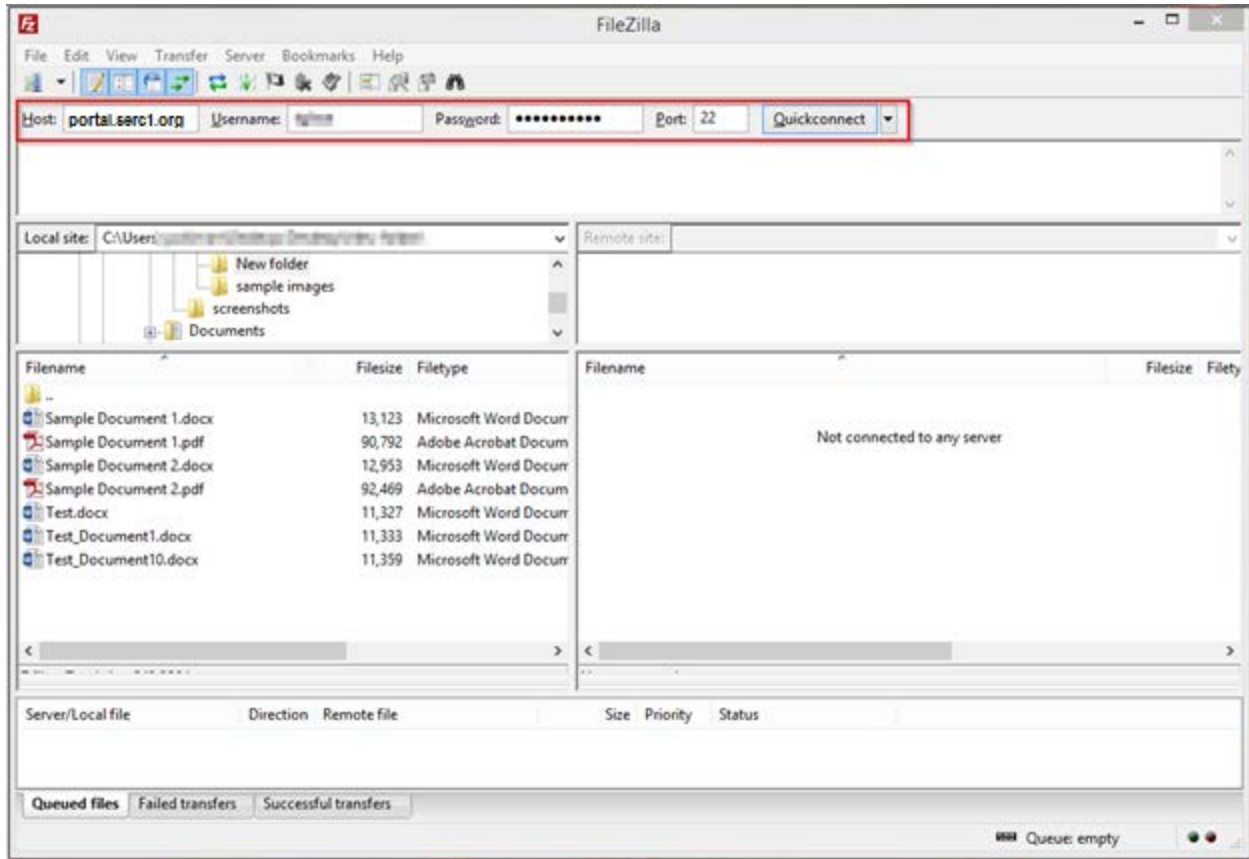 Fz FileZilla
File Edit View Transfer Server Bookmarks Help
Host: portal.serc1.org Username: Password: •••••••••• Port: 22 Quickconnect
Local site: C:\Users Remote site:
New folder
sample images
screenshots
Documents
Filename Filesize Filetype Filename Filesize Filety
..
Sample Document 1.docx 13,123 Microsoft Word Docum
Sample Document 1.pdf 90,792 Adobe Acrobat Docum
Not connected to any server
Sample Document 2.docx 12,953 Microsoft Word Docum
Sample Document 2.pdf 92,469 Adobe Acrobat Docum
Test.docx 11,327 Microsoft Word Docum
Test_Document1.docx 11,333 Microsoft Word Docum
Test_Document10.docx 11,359 Microsoft Word Docum
Server/Local file Direction Remote file Size Priority Status
Queued files Failed transfers Successful transfers
Queue: empty